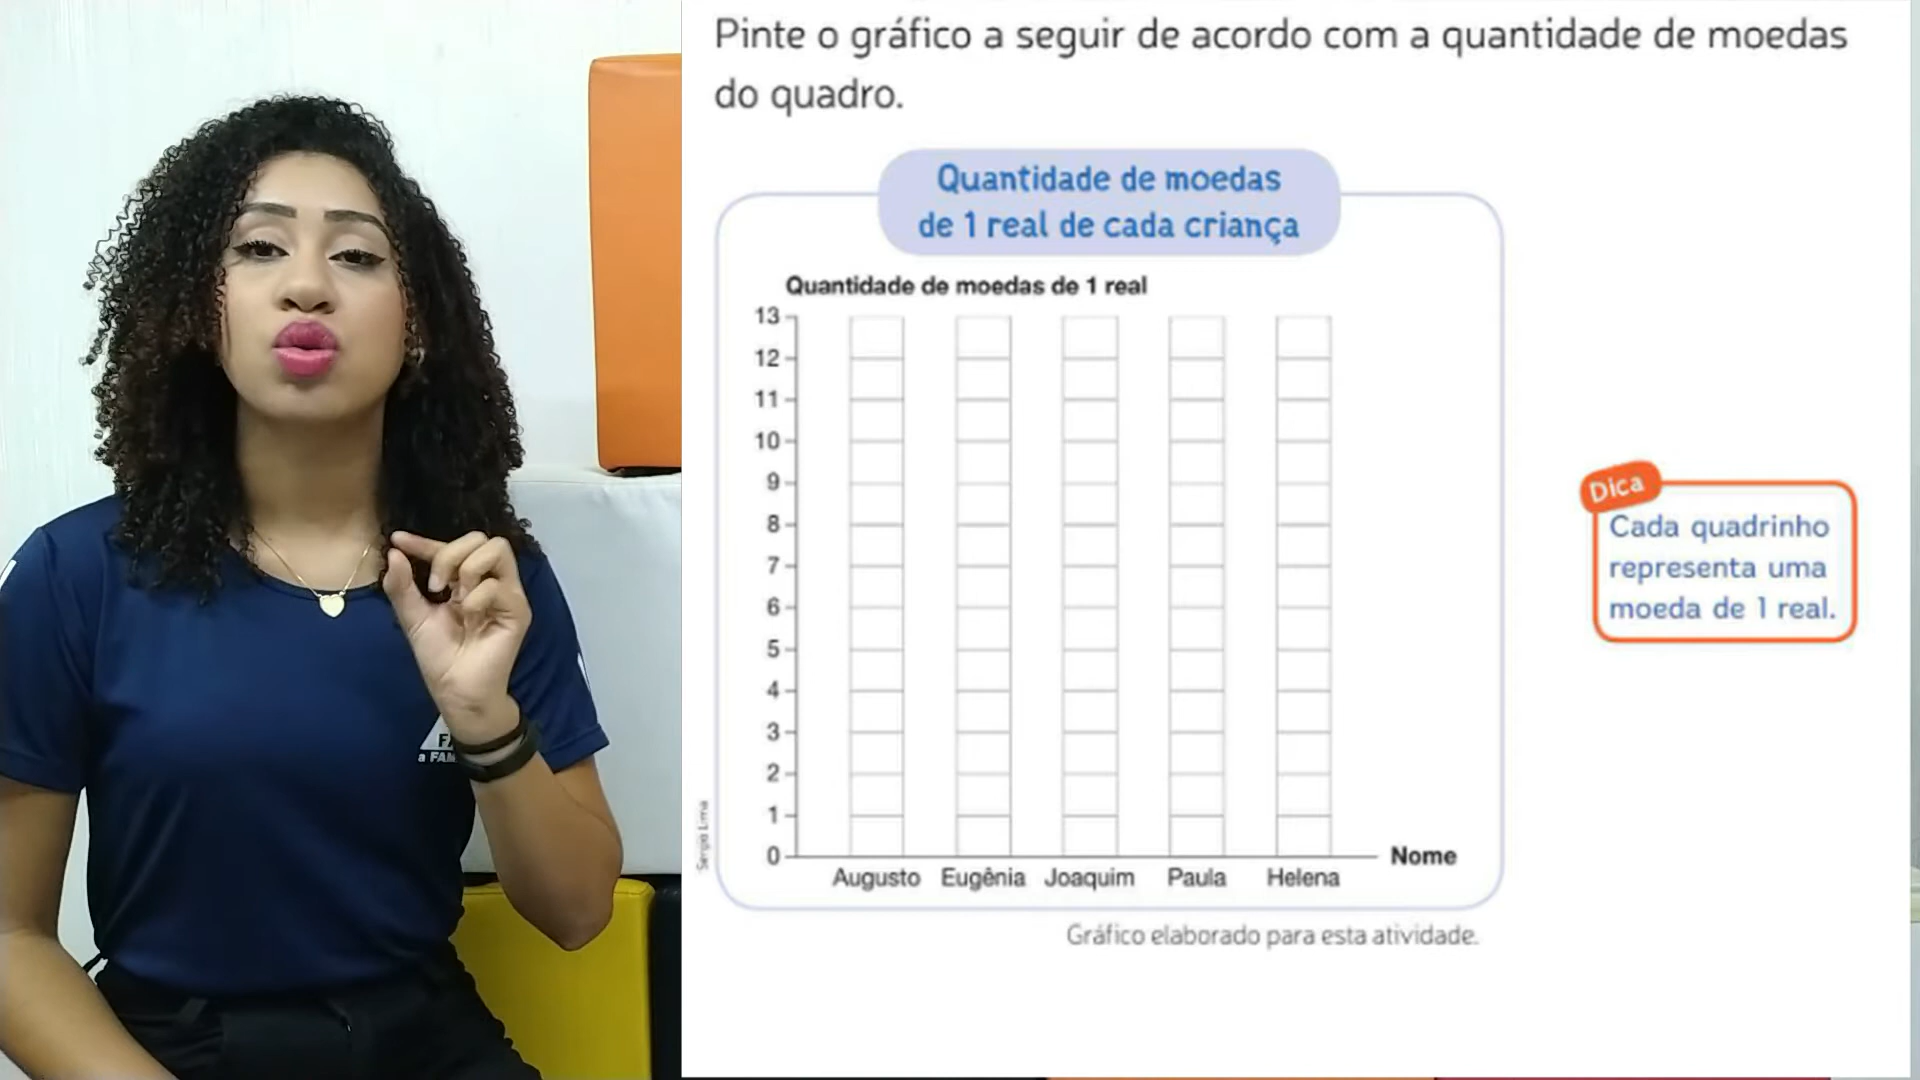 Pinte o gráfico a seguir de acordo com a quantidade de moedas
do quadro.
Quantidade de moedas
de 1 real de cada criança
Quantidade de moedas de 1 real
13
12
11
10
9
8
7
6
5
4
3
2
1
0
Augusto Eugênia Joaquim Paula Helena
Nome
Sergio Lima
Gráfico elaborado para esta atividade.
Dica
Cada quadrinho
representa uma
moeda de 1 real.